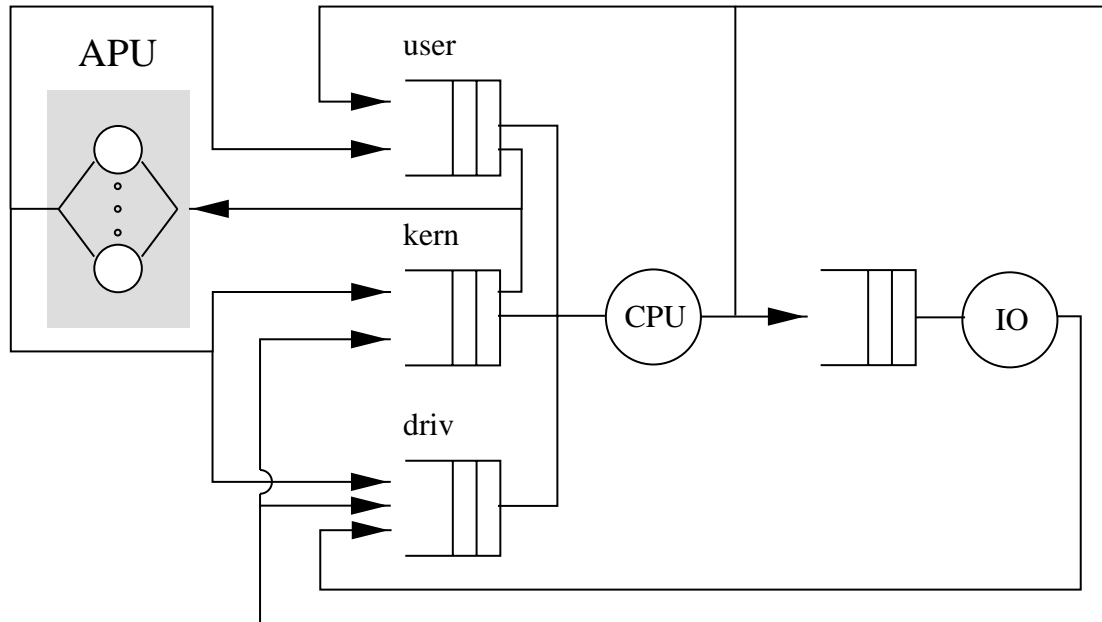 user
APU
kern
CPU
IO
driv